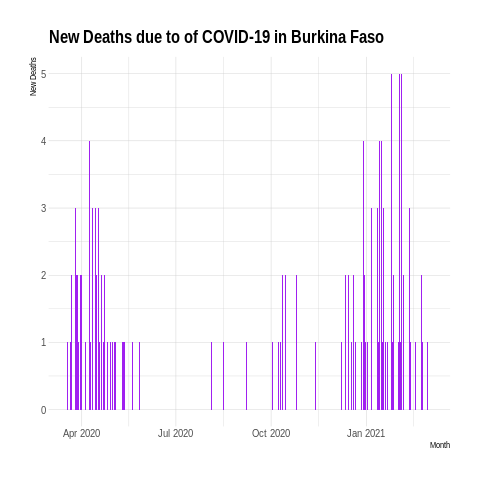 New Deaths due to of COVID-19 in Burkina Faso
New Deaths
5
4
3
2
1
0
Apr 2020
Jul 2020
Oct 2020
Jan 2021
Month